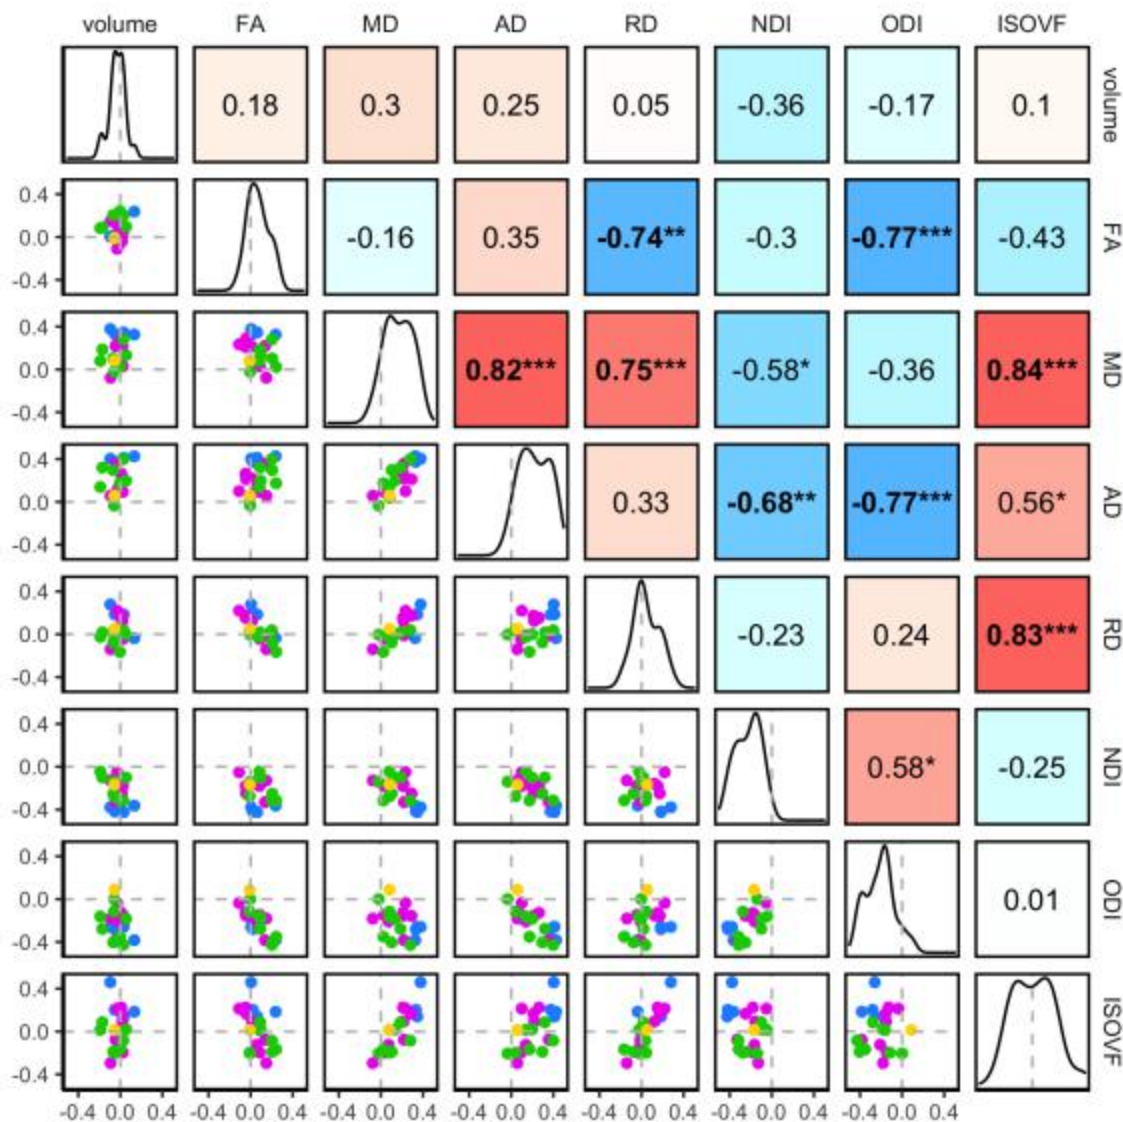 volume FA MD AD RD NDI ODI ISOVF
0.18 0.3 0.25 0.05 -0.36 -0.17 0.1 volume
0.4
0.0 -0.16 0.35 -0.74** -0.3 -0.77*** -0.43 FA
-0.4
0.4
0.0 0.82*** 0.75*** -0.58* -0.36 0.84*** MD
-0.4
0.4
0.0 0.33 -0.68** -0.77*** 0.56* AD
-0.4
0.4
0.0 -0.23 0.24 0.83*** RD
-0.4
0.4
0.0 0.58* -0.25 NDI
-0.4
0.4
0.0 0.01 ODI
-0.4
0.4
0.0 ISOVF
-0.4
-0.4 0.0 0.4 -0.4 0.0 0.4 -0.4 0.0 0.4 -0.4 0.0 0.4 -0.4 0.0 0.4 -0.4 0.0 0.4 -0.4 0.0 0.4 -0.4 0.0 0.4